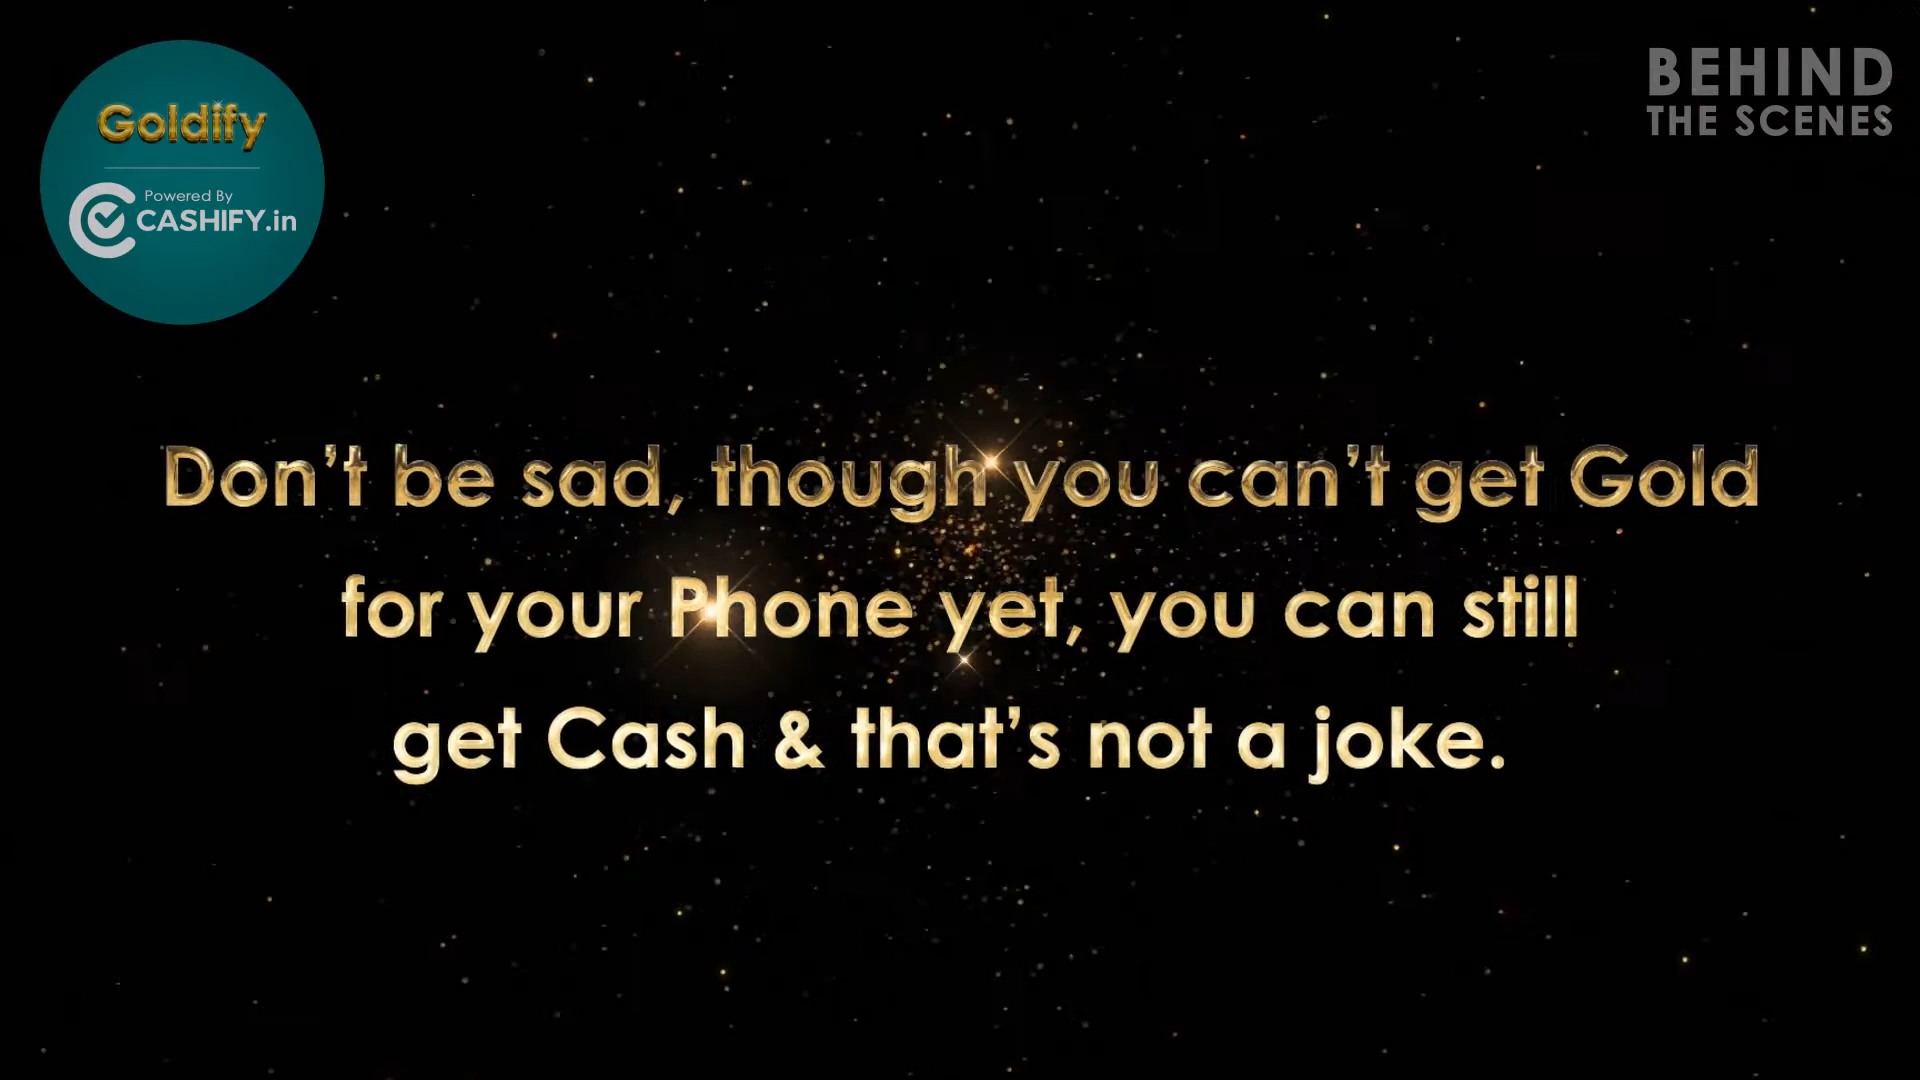 Goldify
Powered By
CASHIFY.in
BEHIND
THE SCENES
Don't be sad, though you can't get Gold
for your Phone yet, you can still
get Cash & that's not a joke.